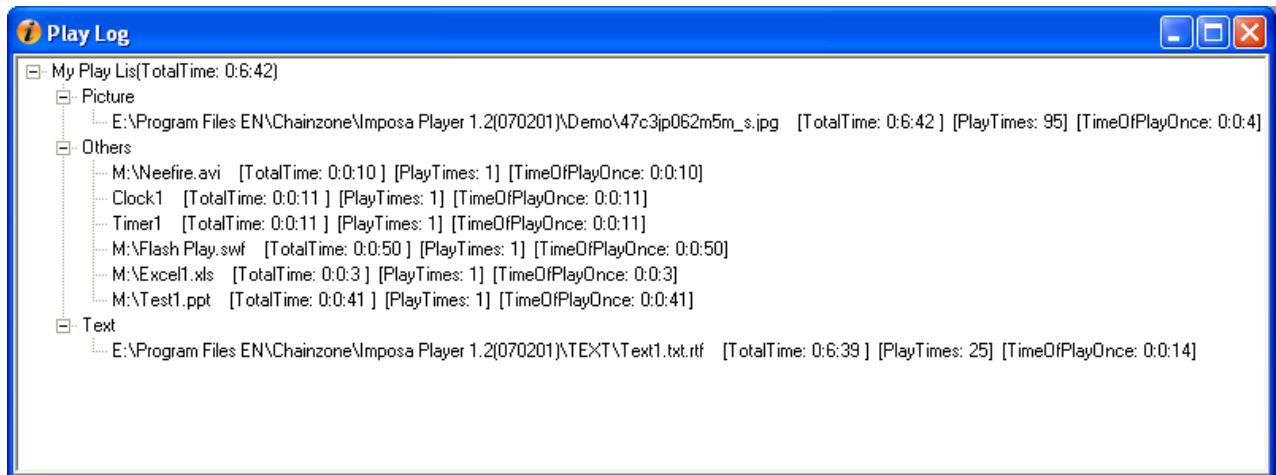 Play Log
My Play Lis(TotalTime: 0:6:42)
Picture
E:\Program Files EN\Chainzone\Imposa Player 1.2(070201)\Demo\47c3jp062m5m_s.jpg [TotalTime: 0:6:42 ] [PlayTimes: 95] [TimeOfPlayOnce: 0:0:4]
Others
M:\Neefire.avi [TotalTime: 0:0:10 ] [PlayTimes: 1] [TimeOfPlayOnce: 0:0:10]
Clock1 [TotalTime: 0:0:11 ] [PlayTimes: 1] [TimeOfPlayOnce: 0:0:11]
Timer1 [TotalTime: 0:0:11 ] [PlayTimes: 1] [TimeOfPlayOnce: 0:0:11]
M:\Flash Play.swf [TotalTime: 0:0:50 ] [PlayTimes: 1] [TimeOfPlayOnce: 0:0:50]
M:\Excel1.xls [TotalTime: 0:0:3 ] [PlayTimes: 1] [TimeOfPlayOnce: 0:0:3]
M:\Test1.ppt [TotalTime: 0:0:41 ] [PlayTimes: 1] [TimeOfPlayOnce: 0:0:41]
Text
E:\Program Files EN\Chainzone\Imposa Player 1.2(070201)\TEXT\Text1.txt.rtf [TotalTime: 0:6:39 ] [PlayTimes: 25] [TimeOfPlayOnce: 0:0:14]